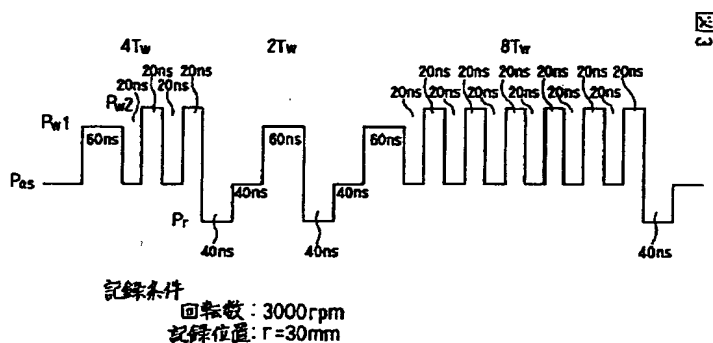 図3
4Tw 2Tw 8Tw
20ns 20ns 20ns 20ns 20ns 20ns 20ns 20ns
20ns 20ns 20ns 20ns 20ns 20ns 20ns 20ns
Pw2
Pw1
60ns 60ns 60ns
Pas
40ns 40ns
Pr
40ns 40ns 40ns
記録条件
回転数:3000rpm
記録位置:r=30mm